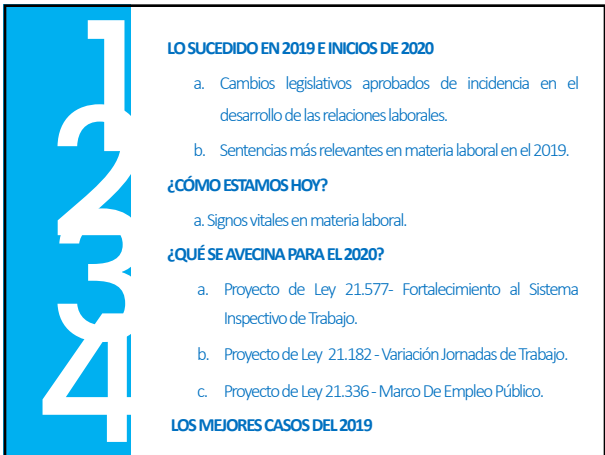 1
LO SUCEDIDO EN 2019 E INICIOS DE 2020
a. Cambios legislativos aprobados de incidencia en el
desarrollo de las relaciones laborales.
b. Sentencias más relevantes en materia laboral en el 2019.
2
¿CÓMO ESTAMOS HOY?
a. Signos vitales en materia laboral.
3
¿QUÉ SE AVECINA PARA EL 2020?
a. Proyecto de Ley 21.577- Fortalecimiento al Sistema
Inspectivo de Trabajo.
b. Proyecto de Ley 21.182 - Variación Jornadas de Trabajo.
c. Proyecto de Ley 21.336 - Marco De Empleo Público.
4
LOS MEJORES CASOS DEL 2019